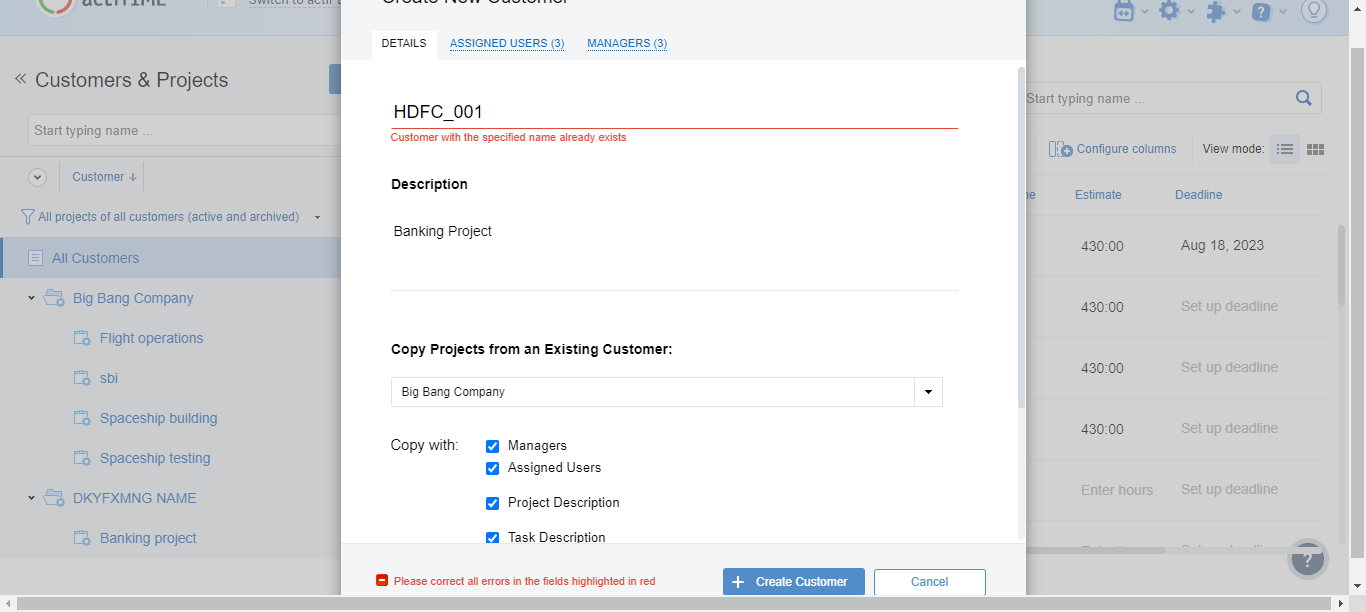 actiTIME
Create New Customer
DETAILS ASSIGNED USERS (3) MANAGERS (3)
Customers & Projects
Start typing name ...
Customer
All projects of all customers (active and archived)
All Customers
Big Bang Company
Flight operations
sbi
Spaceship building
Spaceship testing
DKYFXMNG NAME
Banking project
HDFC_001
Customer with the specified name already exists
Description
Banking Project
Copy Projects from an Existing Customer:
Big Bang Company
Copy with:
Managers
Assigned Users
Project Description
Task Description
Please correct all errors in the fields highlighted in red
Create Customer
Cancel
Start typing name ...
Configure columns
View mode:
Estimate Deadline
430:00 Aug 18, 2023
430:00 Set up deadline
430:00 Set up deadline
430:00 Set up deadline
Enter hours Set up deadline
?